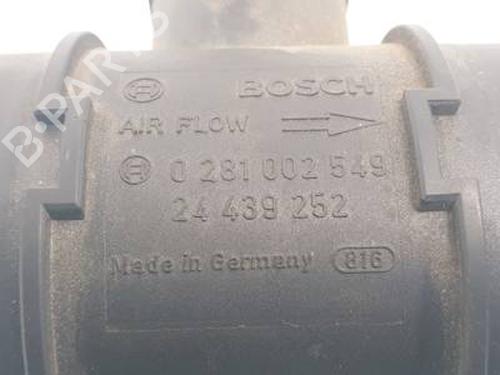 BOSCH
AIR FLOW
0 281 002 549
24 439 252
Made in Germany 816
B-PARTS